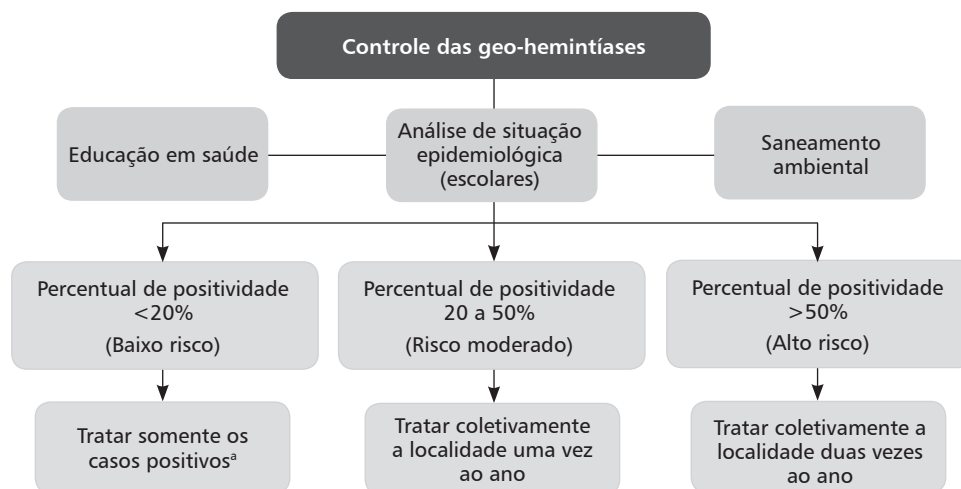 Controle das geo-hemintíases
Educação em saúde
Análise de situação
epidemiológica
(escolares)
Saneamento
ambiental
Percentual de positividade
<20%
(Baixo risco)
Percentual de positividade
20 a 50%
(Risco moderado)
Percentual de positividade
>50%
(Alto risco)
Tratar somente os
casos positivosª
Tratar coletivamente
a localidade uma vez
ao ano
Tratar coletivamente a
localidade duas vezes
ao ano